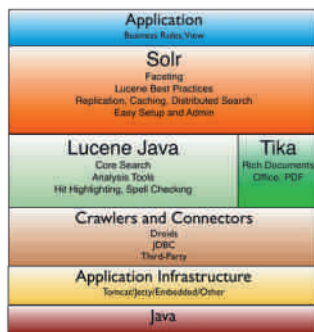 Application
Business Rules, View
Solr
Faceting
Lucene Best Practices
Replication, Caching, Distributed Search
Easy Setup and Admin
Lucene Java
Core Search
Analysis Tools
Hit Highlighting, Spell Checking
Tika
Rich Documents
Office, PDF
Crawlers and Connectors
Droids
JDBC
Third-Party
Application Infrastructure
Tomcat/Jetty/Embedded/Other
Java